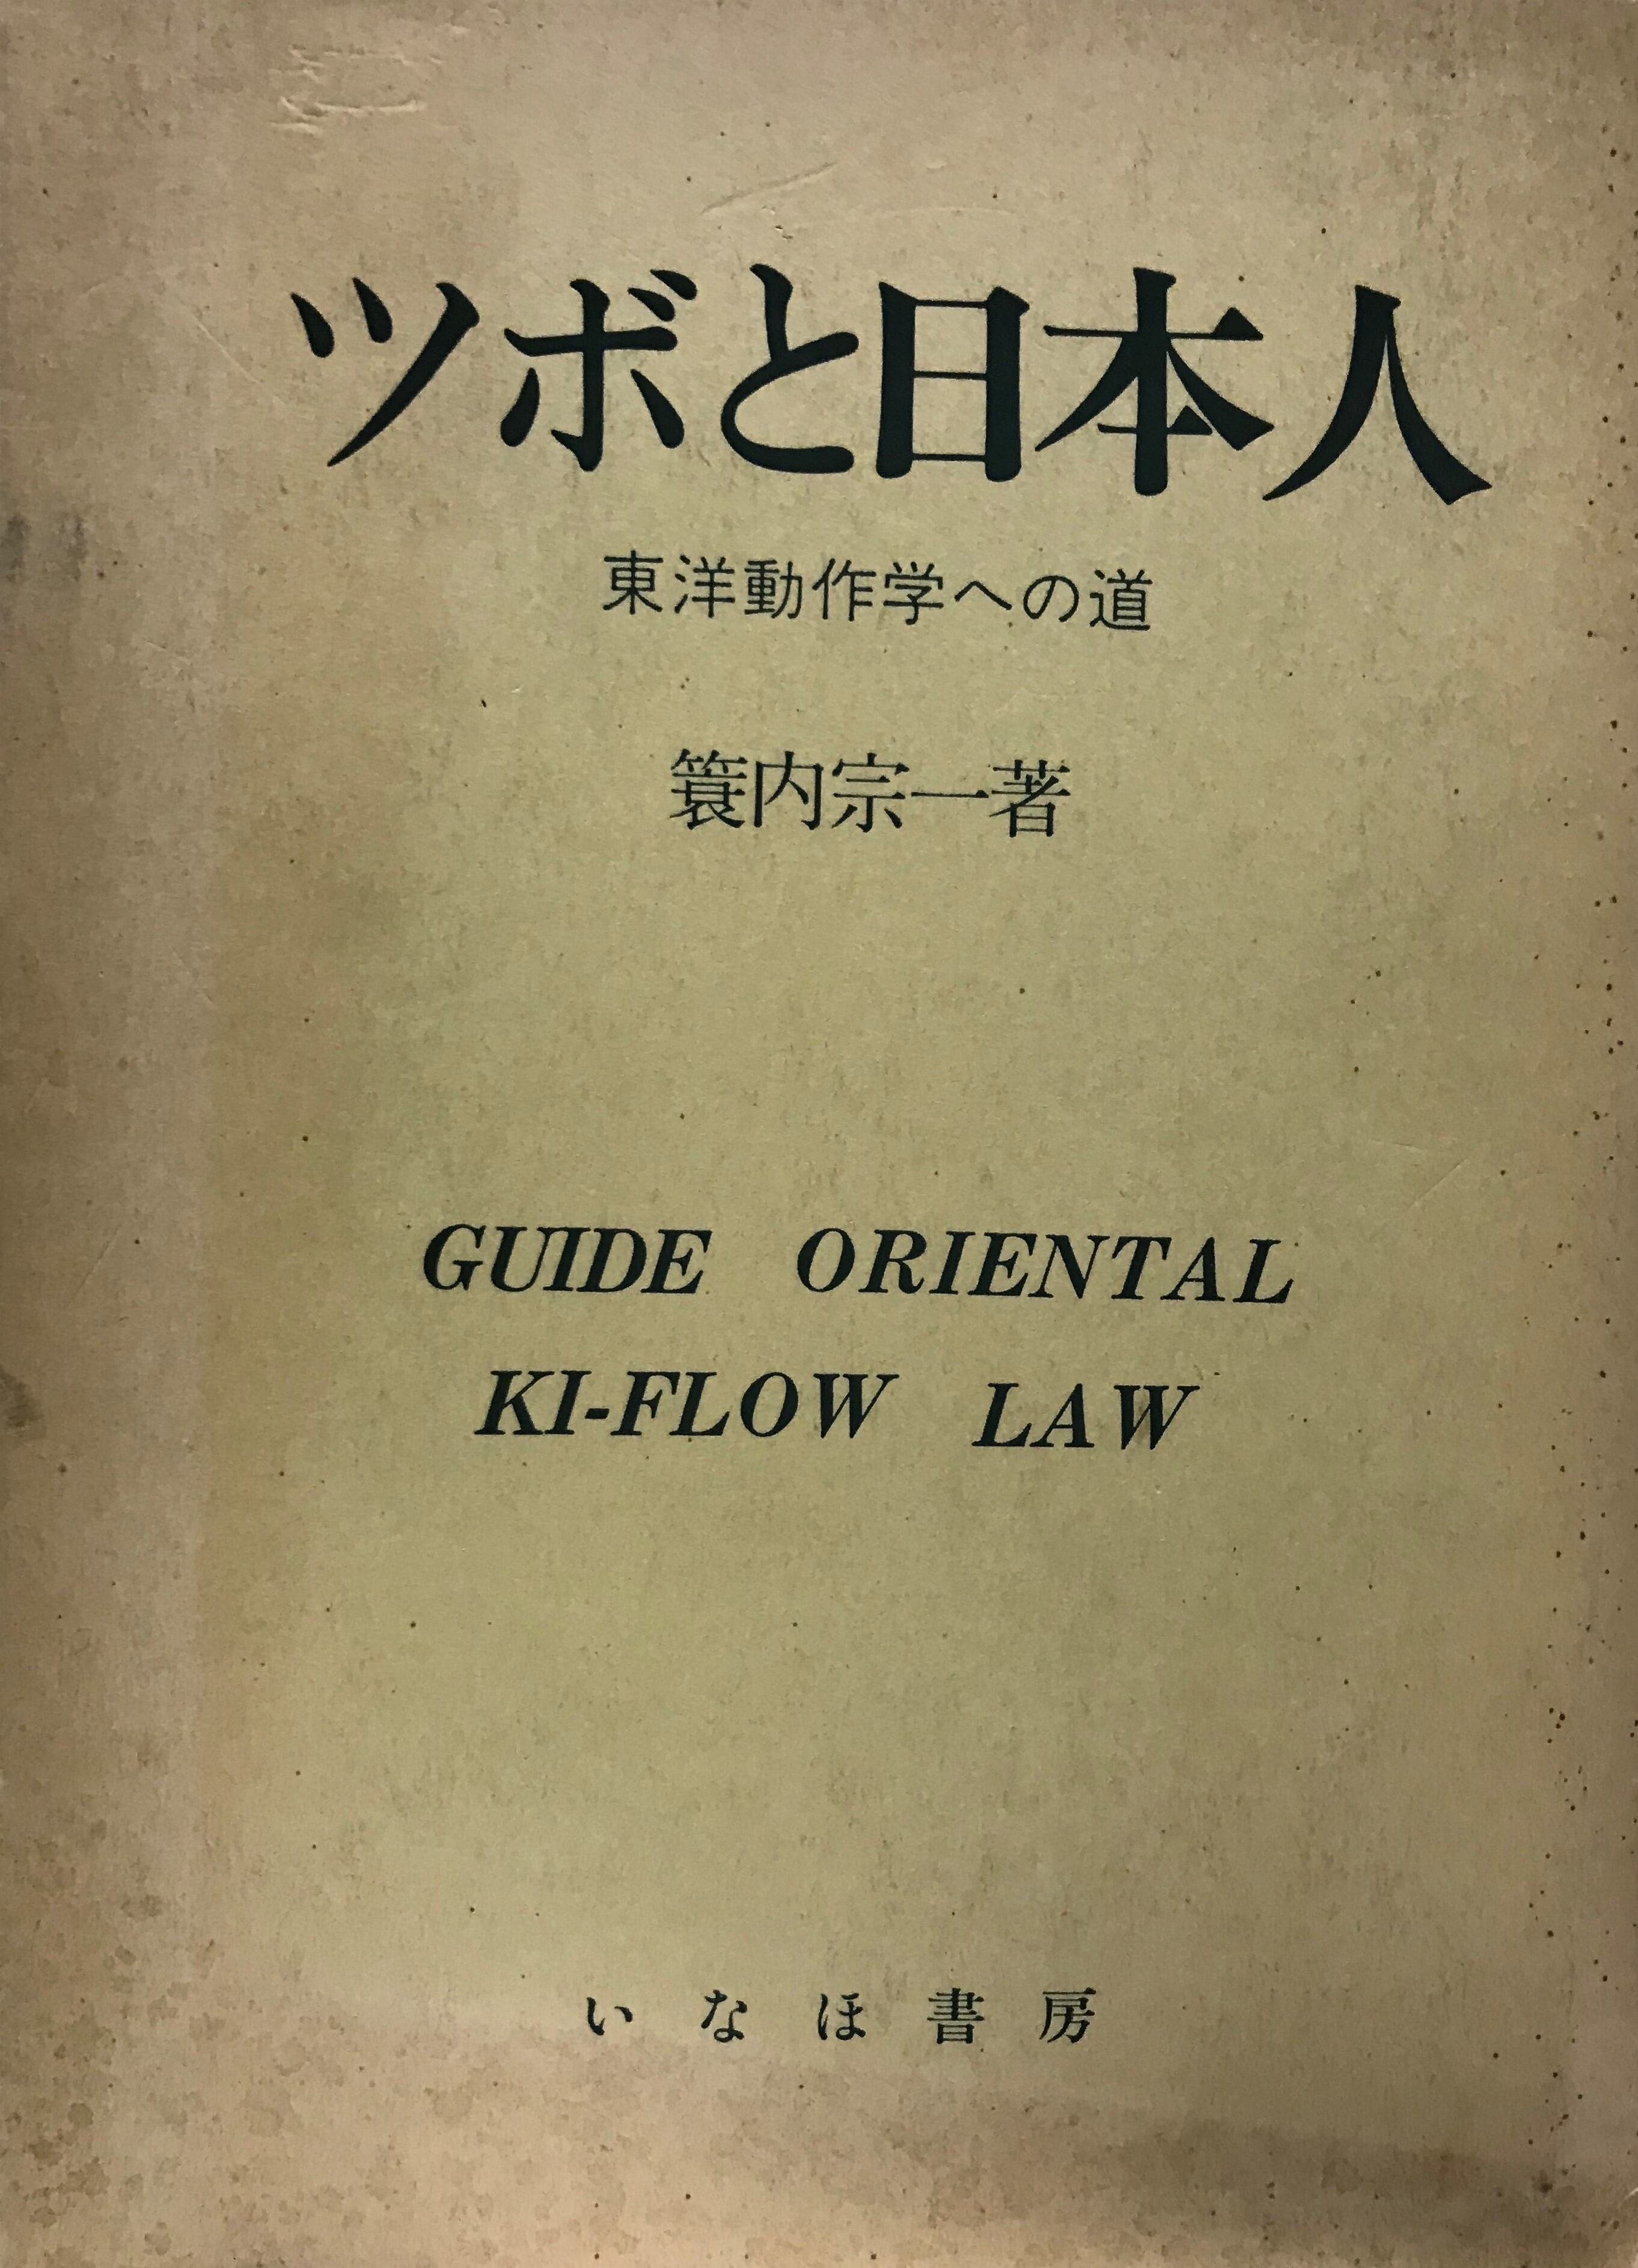 ツボと日本人
東洋動作学への道
簑内宗一著
GUIDE ORIENTAL
KI-FLOW LAW
いなほ書房